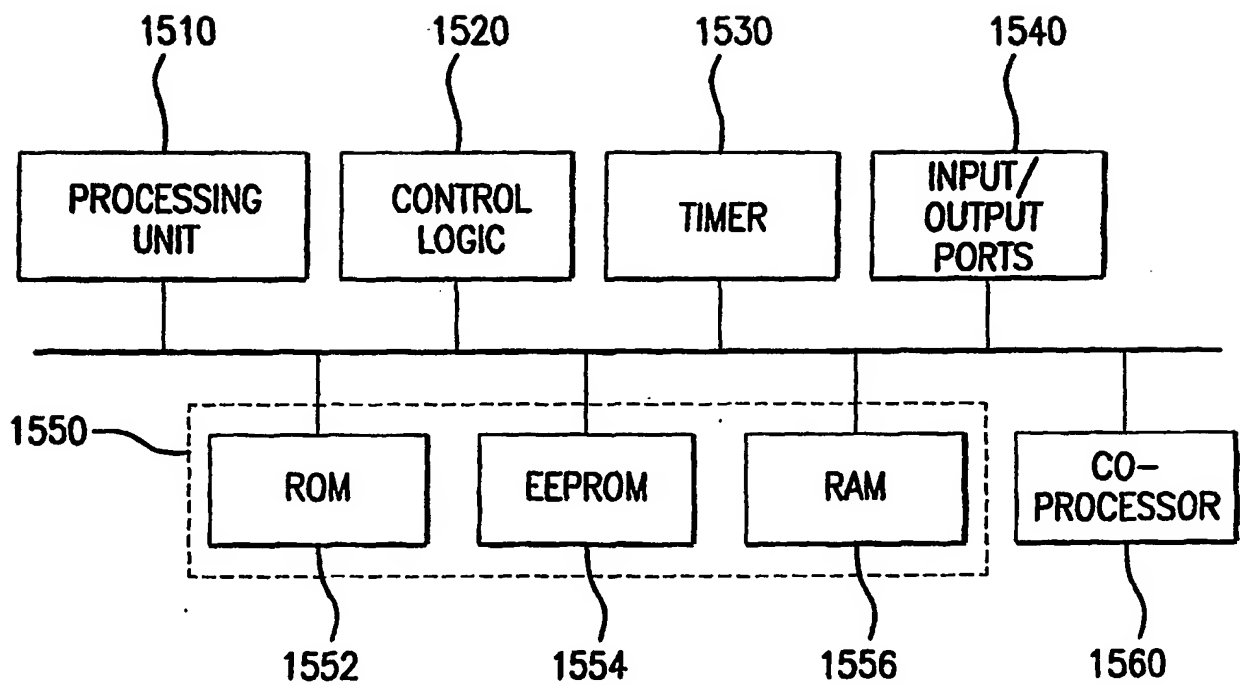 1510 1520 1530 1540
PROCESSING
UNIT
CONTROL
LOGIC
TIMER
INPUT/
OUTPUT
PORTS
1550
ROM
EEPROM
RAM
CO-
PROCESSOR
1552 1554 1556 1560